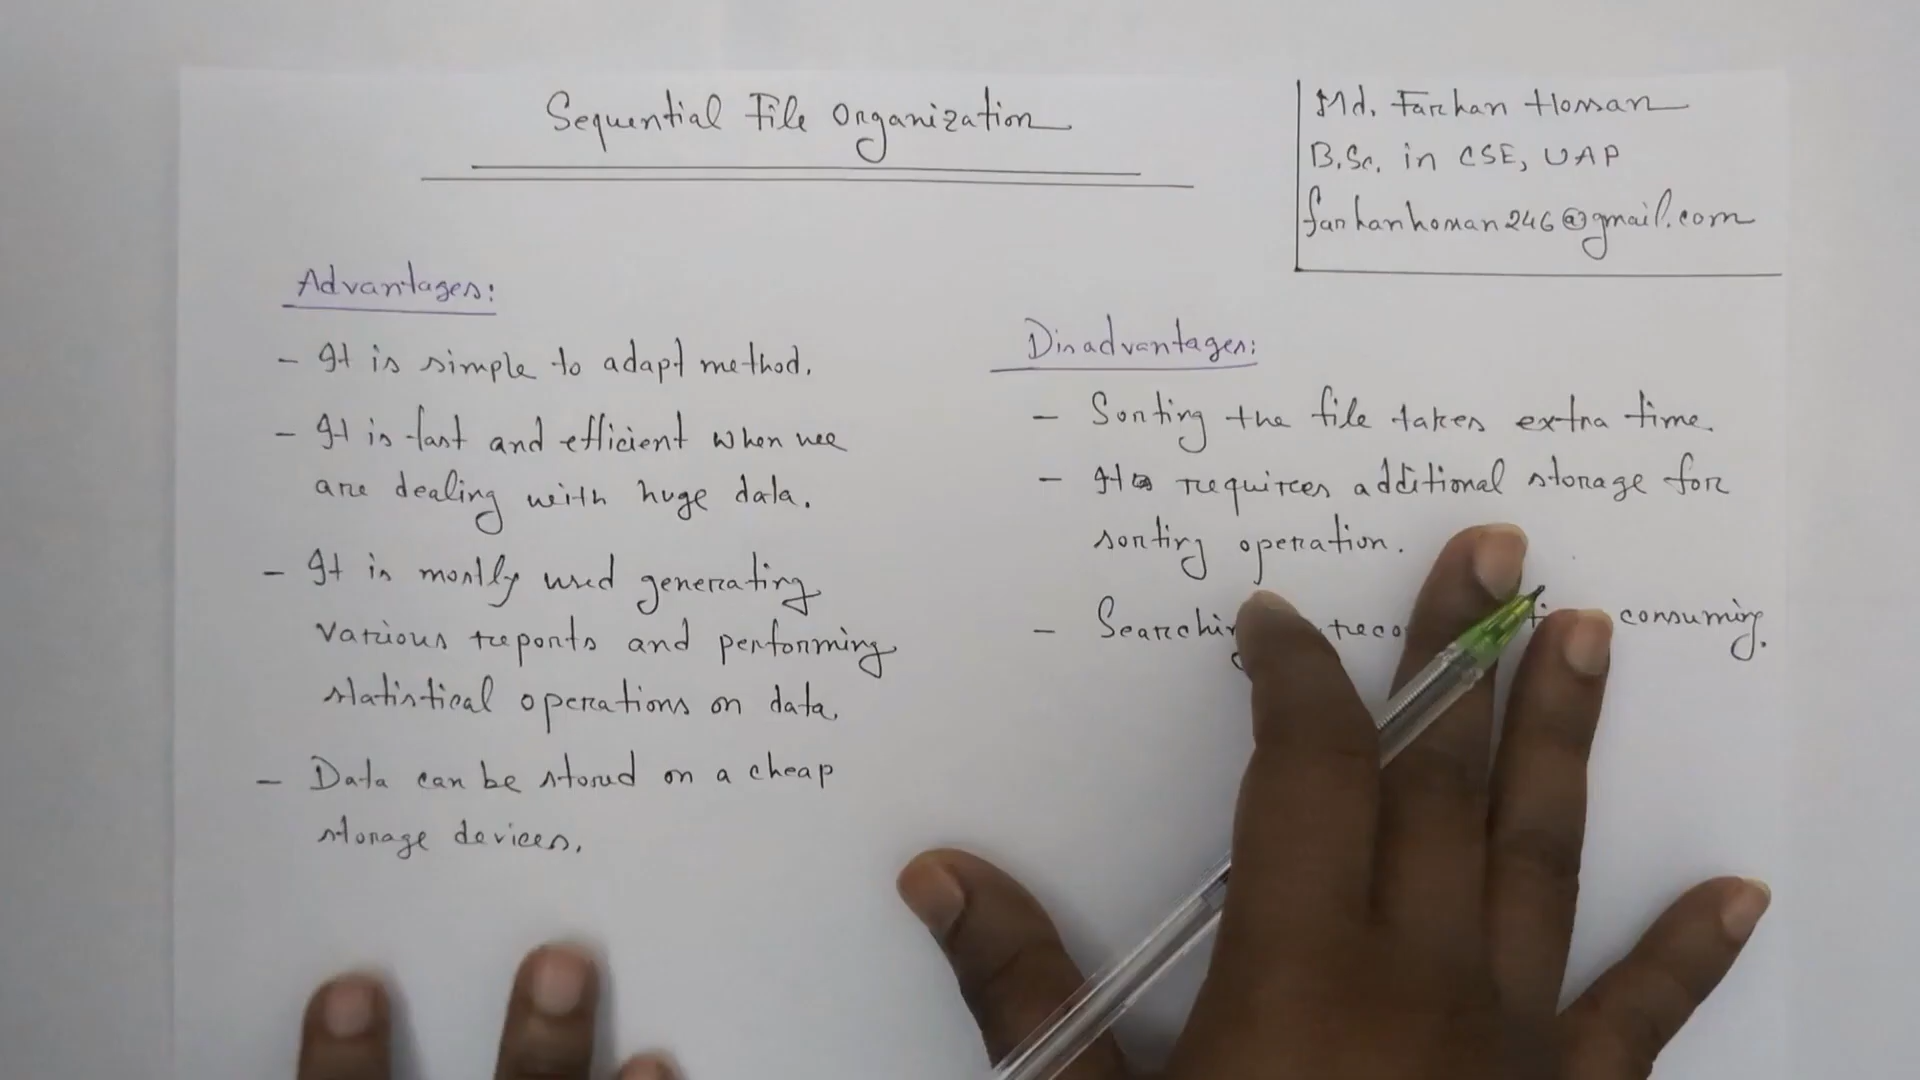 Sequential File Organization
Md. Farhan Hossan
B.Sc. in CSE, UAP
farhanhossan246@gmail.com
Advantages:
- It is simple to adapt method.
- It is fast and efficient when we
are dealing with huge data.
- It is mostly used generating
various reports and performing
statistical operations on data.
- Data can be stored on a cheap
storage devices.
Disadvantages:
- Sorting the file takes extra time.
- It requires additional storage for
sorting operation.
- Searching consuming.